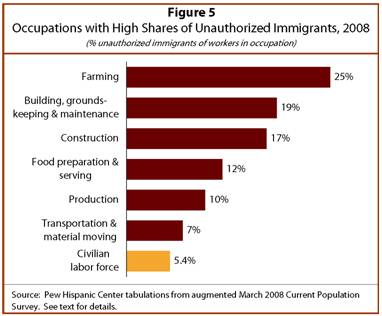 Figure 5
Occupations with High Shares of Unauthorized Immigrants, 2008
(% unauthorized immigrants of workers in occupation)
Farming 25%
Building, grounds-
keeping & maintenance 19%
Construction 17%
Food preparation &
serving 12%
Production 10%
Transportation &
material moving 7%
Civilian
labor force 5.4%
Source: Pew Hispanic Center tabulations from augmented March 2008 Current Population
Survey. See text for details.